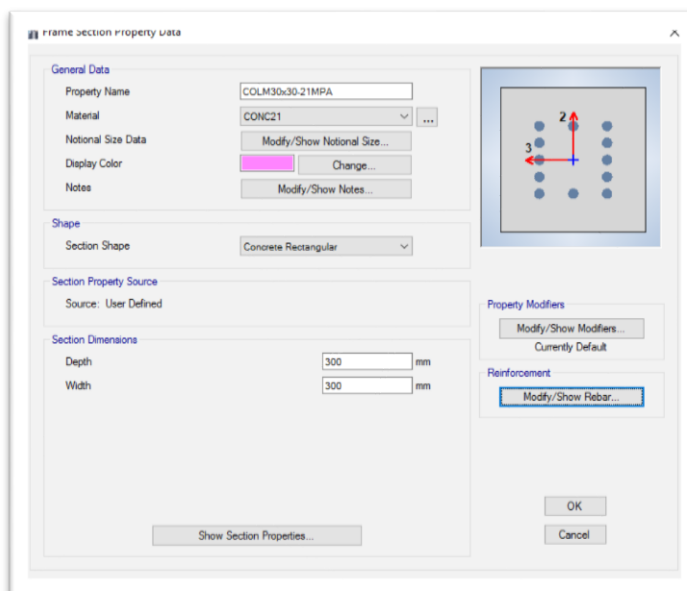 Frame Section Property Data
General Data
Property Name COLM30x30-21MPA
Material CONC21 ...
Notional Size Data Modify/Show Notional Size...
Display Color Change...
Notes Modify/Show Notes...
2
3
Shape
Section Shape Concrete Rectangular
Section Property Source
Source: User Defined
Property Modifiers
Modify/Show Modifiers...
Currently Default
Section Dimensions
Depth 300 mm
Width 300 mm
Reinforcement
Modify/Show Rebar...
OK
Show Section Properties...
Cancel